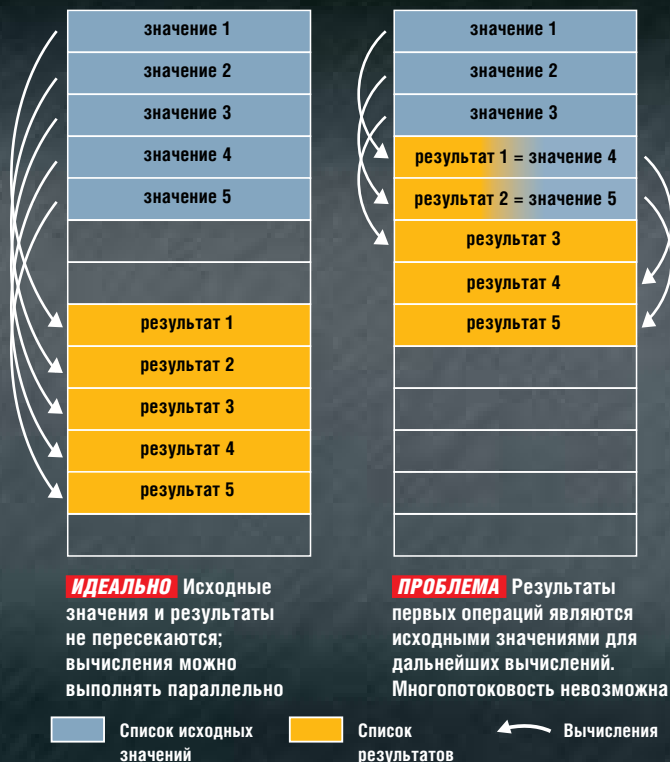 значение 1
значение 2
значение 3
значение 4
значение 5
результат 1
результат 2
результат 3
результат 4
результат 5
ИДЕАЛЬНО Исходные
значения и результаты
не пересекаются;
вычисления можно
выполнять параллельно
значение 1
значение 2
значение 3
результат 1 = значение 4
результат 2 = значение 5
результат 3
результат 4
результат 5
ПРОБЛЕМА Результаты
первых операций являются
исходными значениями для
дальнейших вычислений.
Многопотоковость невозможна
Список исходных
значений
Список
результатов
Вычисления